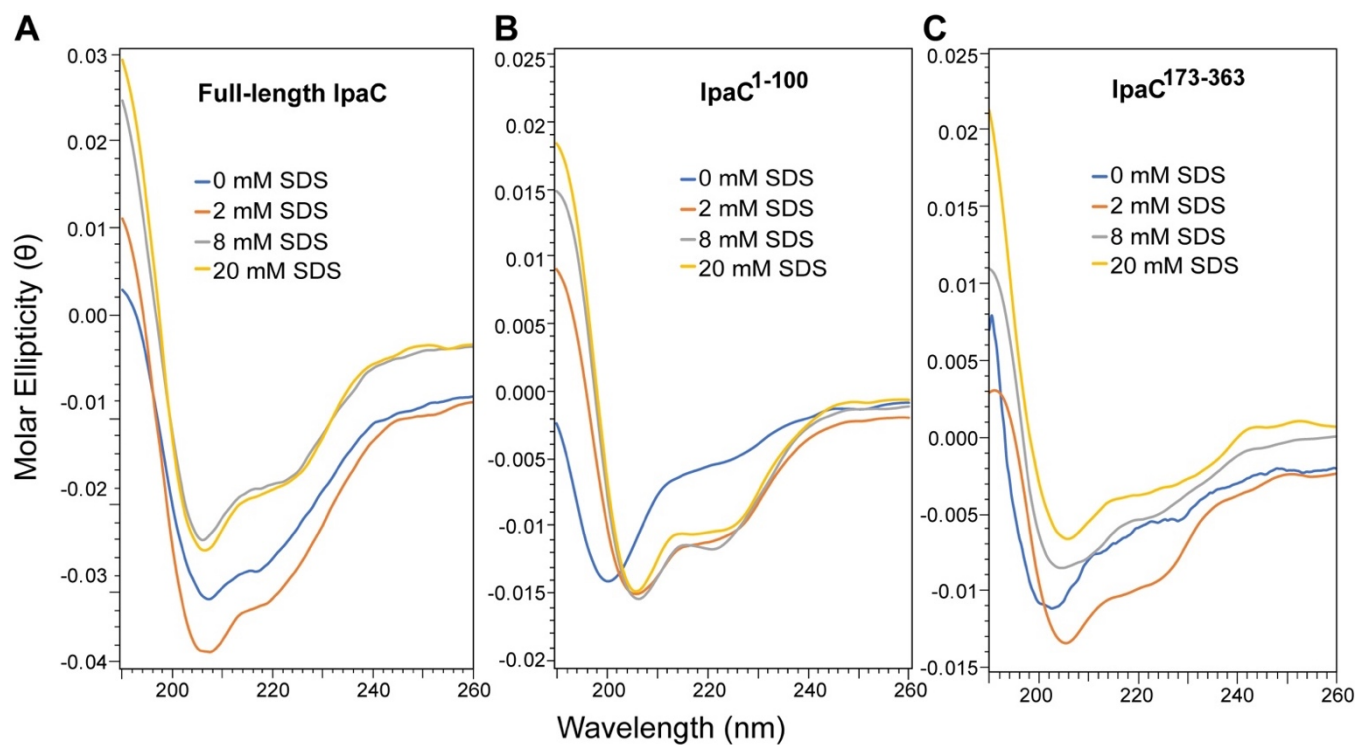 A
B
C
Full-length IpaC
IpaC1-100
IpaC173-363
0 mM SDS
2 mM SDS
8 mM SDS
20 mM SDS
0 mM SDS
2 mM SDS
8 mM SDS
20 mM SDS
0 mM SDS
2 mM SDS
8 mM SDS
20 mM SDS
Molar Ellipticity (θ)
0.03
0.02
0.01
0.00
-0.01
-0.02
-0.03
-0.04
0.025
0.02
0.015
0.01
0.005
0.000
-0.005
-0.01
-0.015
-0.02
0.025
0.02
0.015
0.010
0.005
0.000
-0.005
-0.010
-0.015
200
220
240
260
200
220
240
260
200
220
240
260
Wavelength (nm)